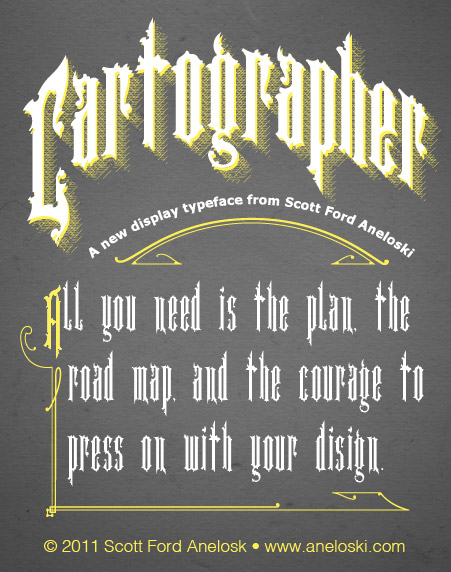 Cartographer
A new display typeface from Scott Ford Aneloski
All you need is the plan, the
road map, and the courage to
press on with your disign.
© 2011 Scott Ford Anelosk • www.aneloski.com